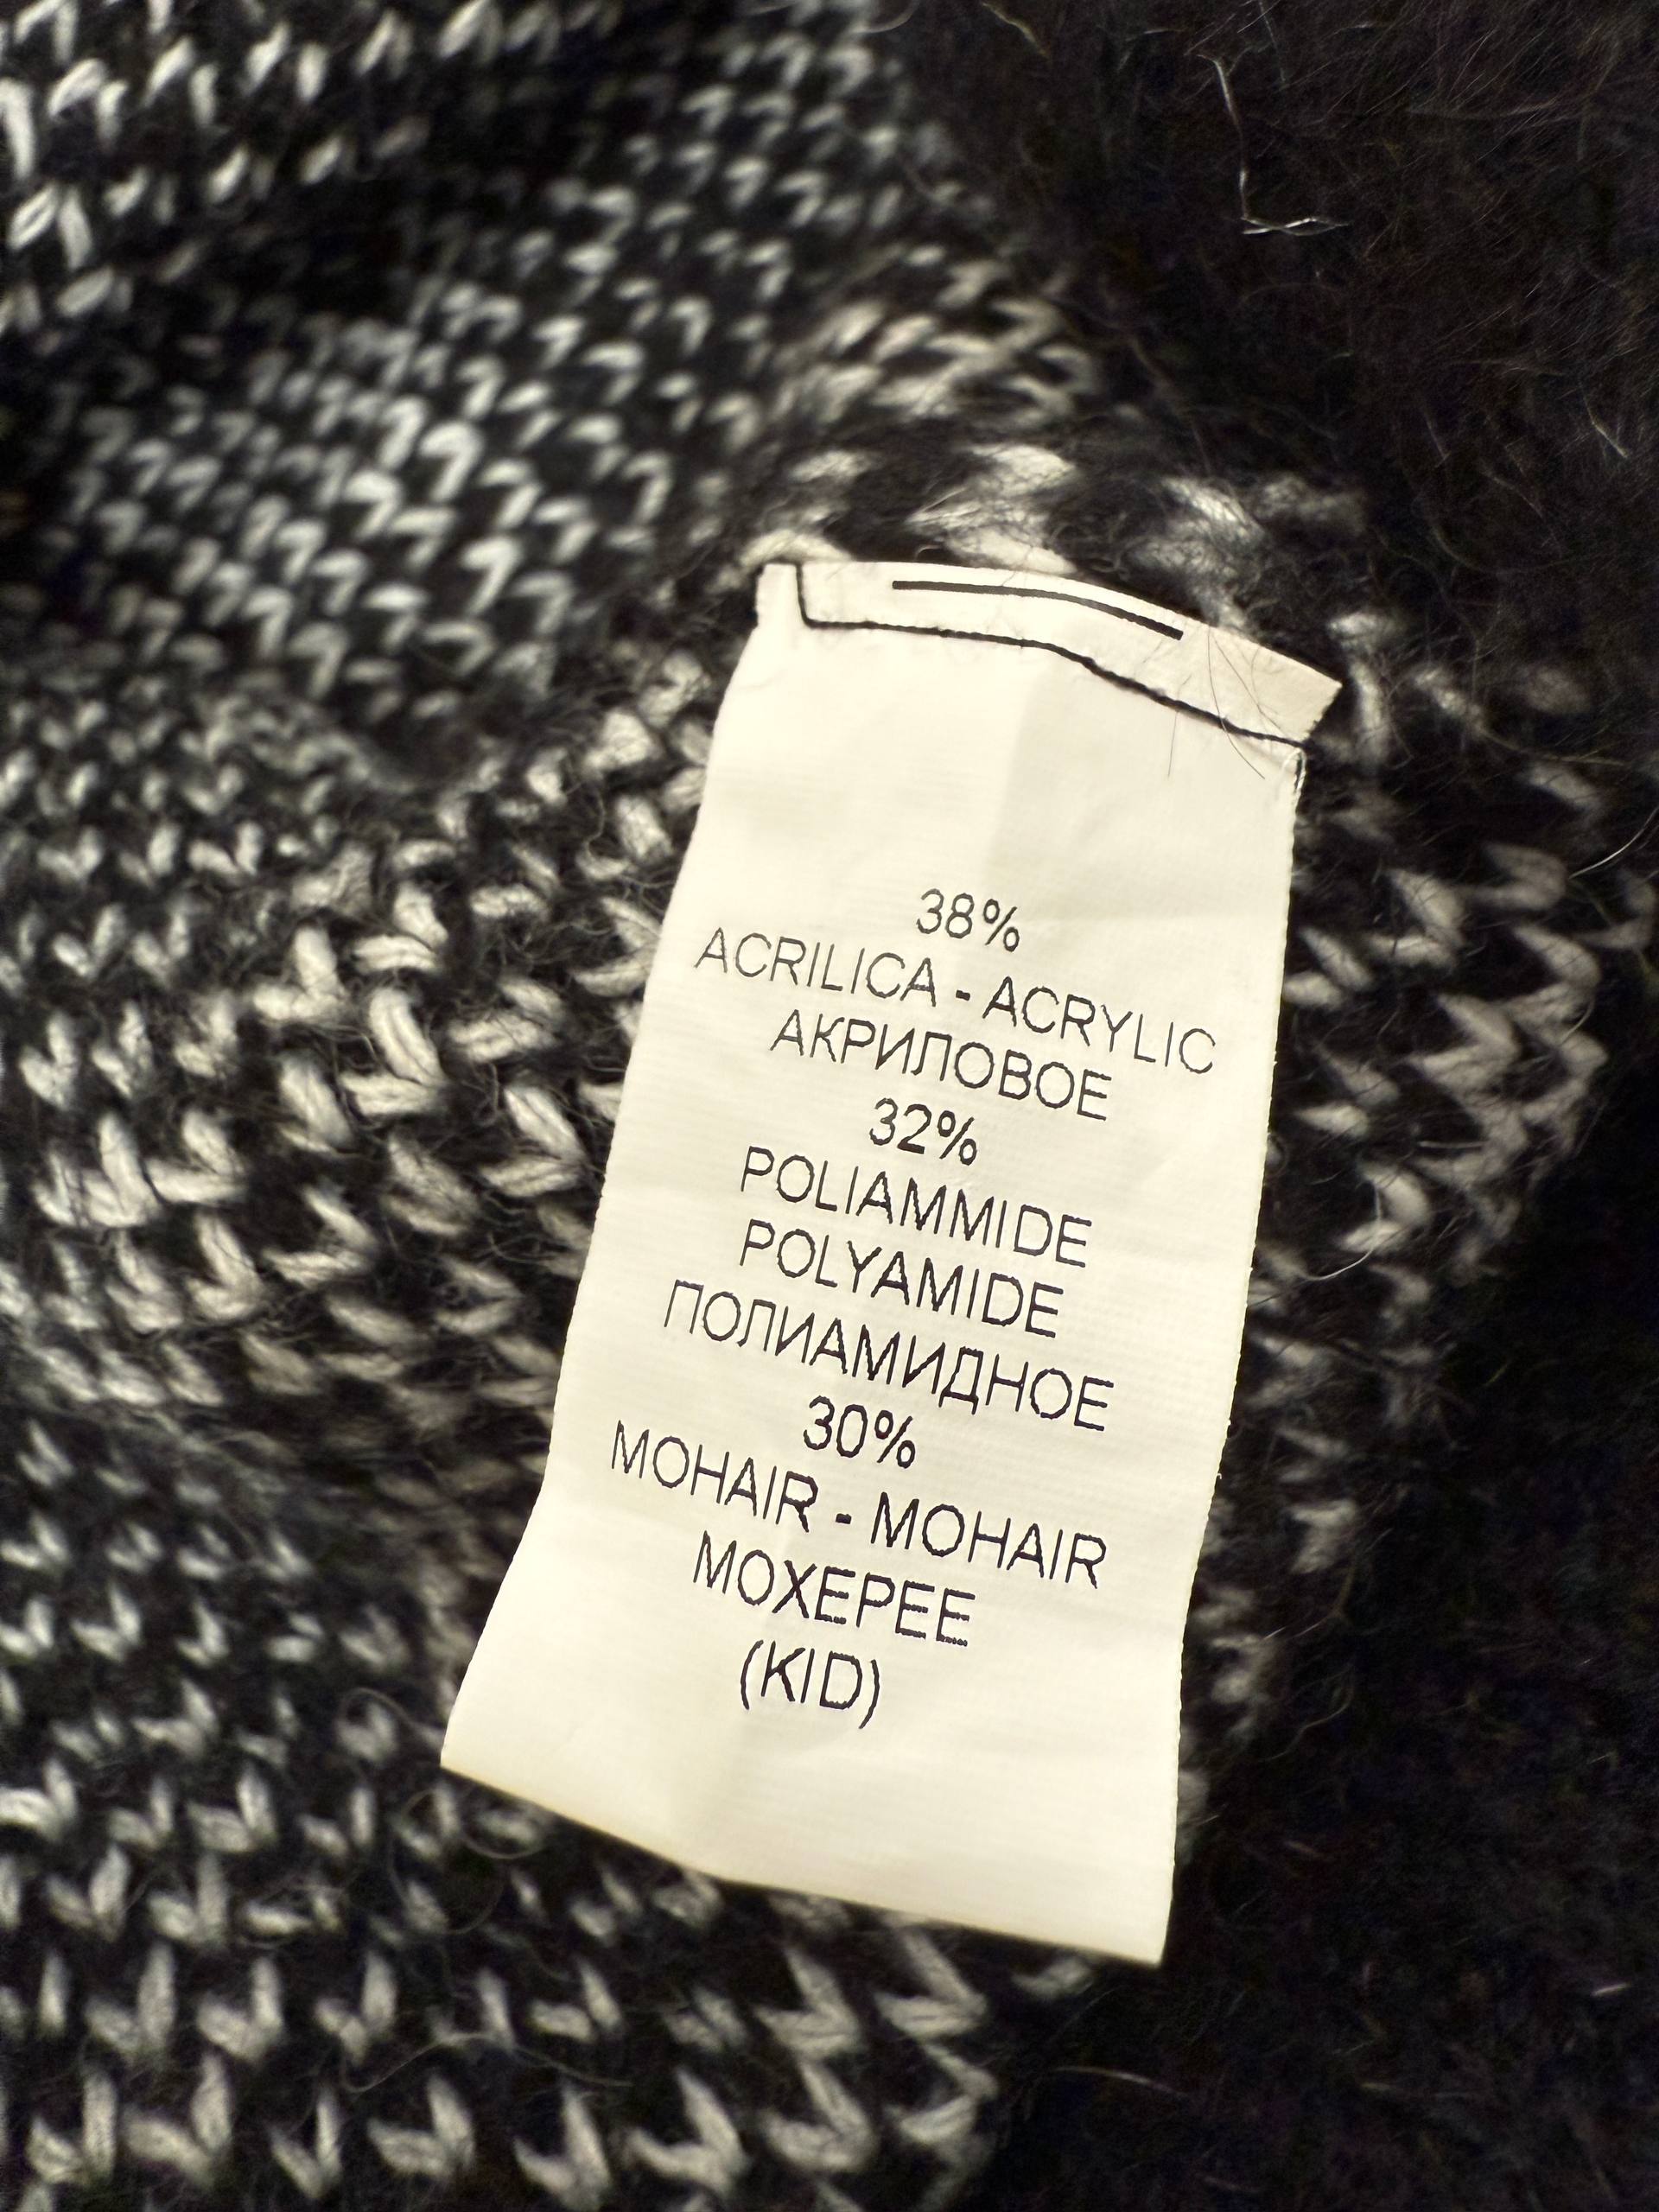 38%
ACRILICA - ACRYLIC
АКРИЛОВОЕ
32%
POLIAMMIDE
POLYAMIDE
ПОЛИАМИДНОЕ
30%
MOHAIR - MOHAIR
МОХЕРЕЕ
(KID)